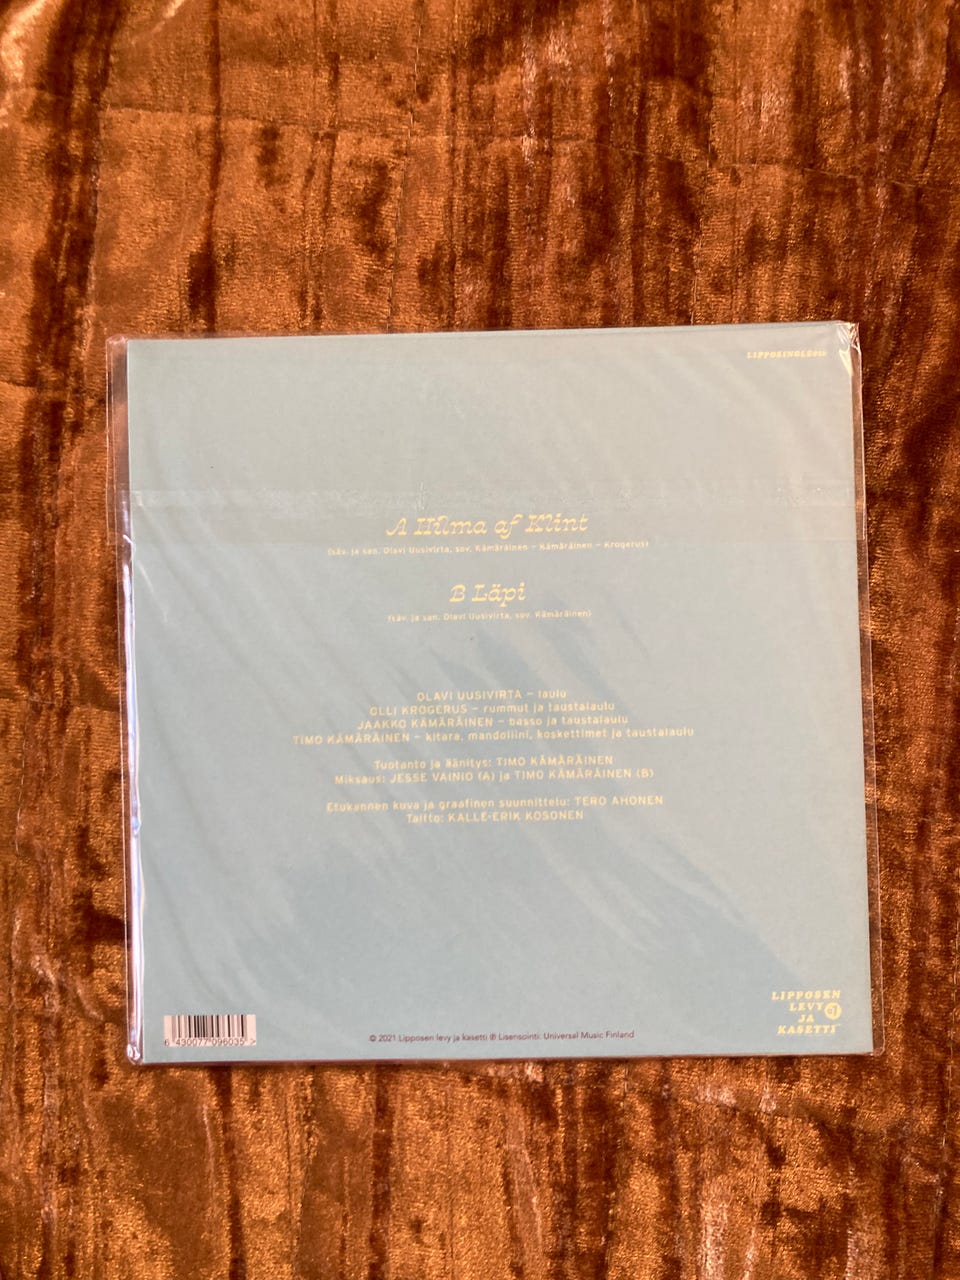 A Hilma af Klint
(säv. ja san. Olavi Uusivirta, sov. Kämäräinen – Kämäräinen – Krogerus)
B Läpi
(säv. ja san. Olavi Uusivirta, sov. Kämäräinen)
OLAVI UUSIVIRTA – laulu
OLLI KROGERUS – rummut ja taustalaulu
JAAKKO KÄMÄRÄINEN – basso ja taustalaulu
TIMO KÄMÄRÄINEN – kitara, mandoliini, koskettimet ja taustalaulu
Tuotanto ja äänitys: TIMO KÄMÄRÄINEN
Miksaus: JESSE VAINIO (A) ja TIMO KÄMÄRÄINEN (B)
Etukannen kuva ja graafinen suunnittelu: TERO AHONEN
Taitto: KALLE-ERIK KOSONEN
LIPPOSEN
LEVY
JA
KASETTI
6 430077 096035 >
© 2021 Lipposen levy ja kasetti ℗ Lisensointi: Universal Music Finland